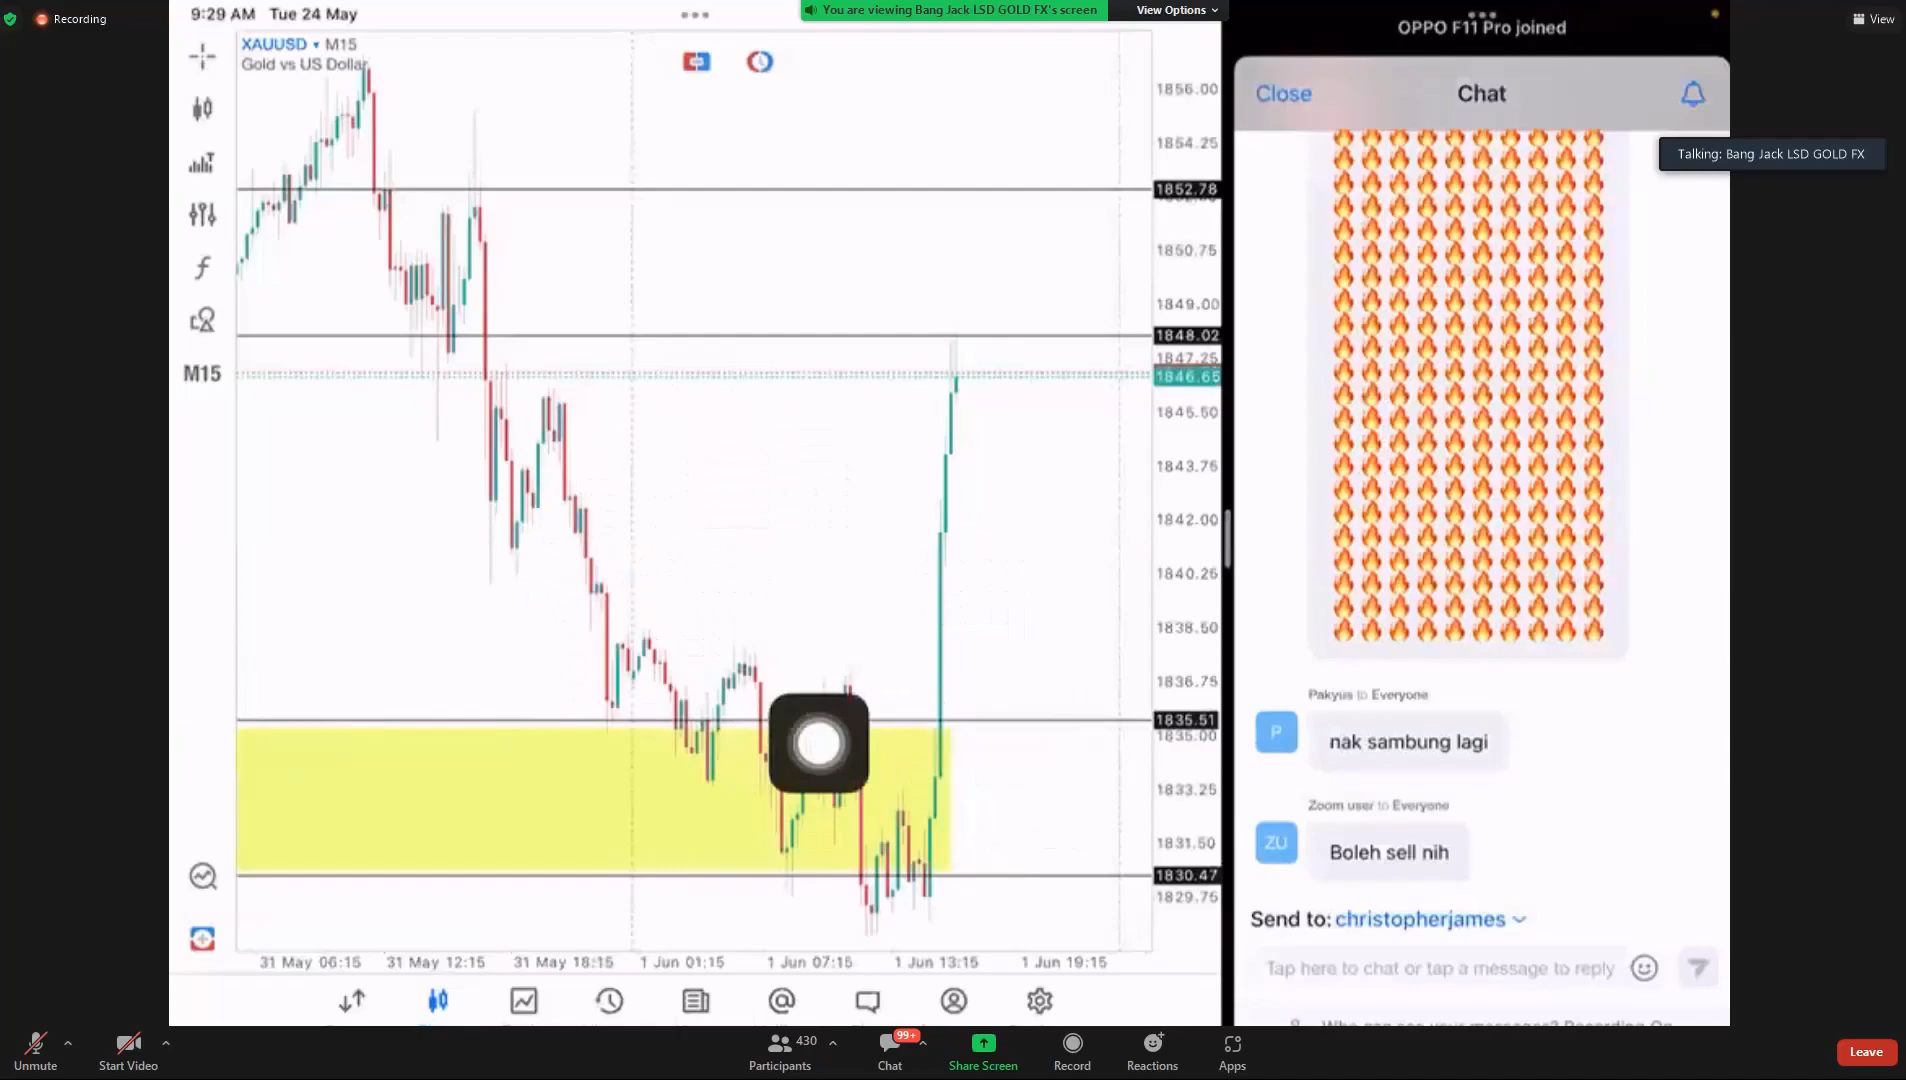 Recording
9:29 AM Tue 24 May
You are viewing Bang Jack LSD GOLD FX's screen
View Options
View
OPPO F11 Pro joined
XAUUSD M15
Gold vs US Dollar
Close
Chat
Talking: Bang Jack LSD GOLD FX
1856.00
1854.25
1852.78
1850.75
1849.00
1848.02
1847.25
M15
1846.65
1845.50
1843.75
1842.00
1840.25
1838.50
1836.75
1835.51
1835.00
1833.25
1831.50
1830.47
1829.75
31 May 06:15
31 May 12:15
31 May 18:15
1 Jun 01:15
1 Jun 07:15
1 Jun 13:15
1 Jun 19:15
Pakyus to Everyone
P
nak sambung lagi
Zoom user to Everyone
ZU
Boleh sell nih
Send to: christopherjames
Tap here to chat or tap a message to reply
Who can see your messages? Recording On
Unmute
Start Video
430
Participants
99+
Chat
Share Screen
Record
Reactions
Apps
Leave